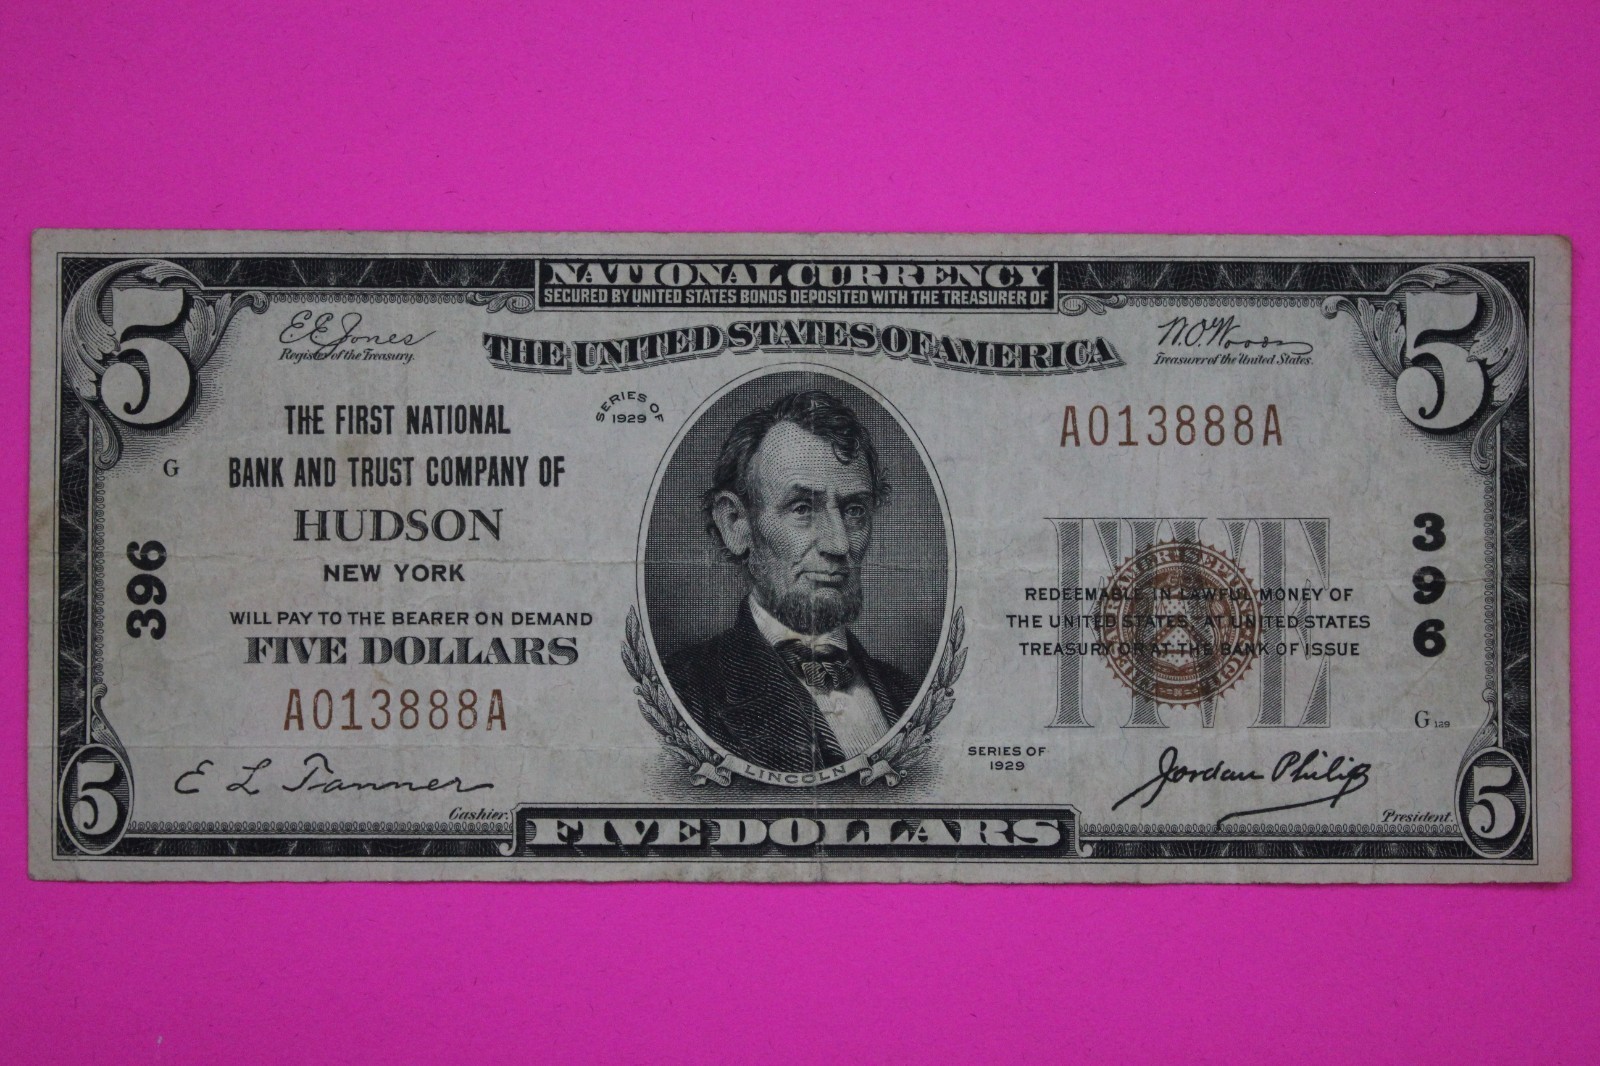 NATIONAL CURRENCY
SECURED BY UNITED STATES BONDS DEPOSITED WITH THE TREASURER OF
THE UNITED STATES OF AMERICA
5
5
E E Jones
Register of the Treasury.
W. O. Woods
Treasurer of the United States.
SERIES OF
1929
THE FIRST NATIONAL
BANK AND TRUST COMPANY OF
HUDSON
NEW YORK
WILL PAY TO THE BEARER ON DEMAND
FIVE DOLLARS
A013888A
G
396
E L Tanner
Cashier.
LINCOLN
A013888A
FIVE
REDEEMABLE IN LAWFUL MONEY OF
THE UNITED STATES, AT UNITED STATES
TREASURY OR AT THE BANK OF ISSUE
396
G 129
SERIES OF
1929
Jordan Philip
President.
5
FIVE DOLLARS
5